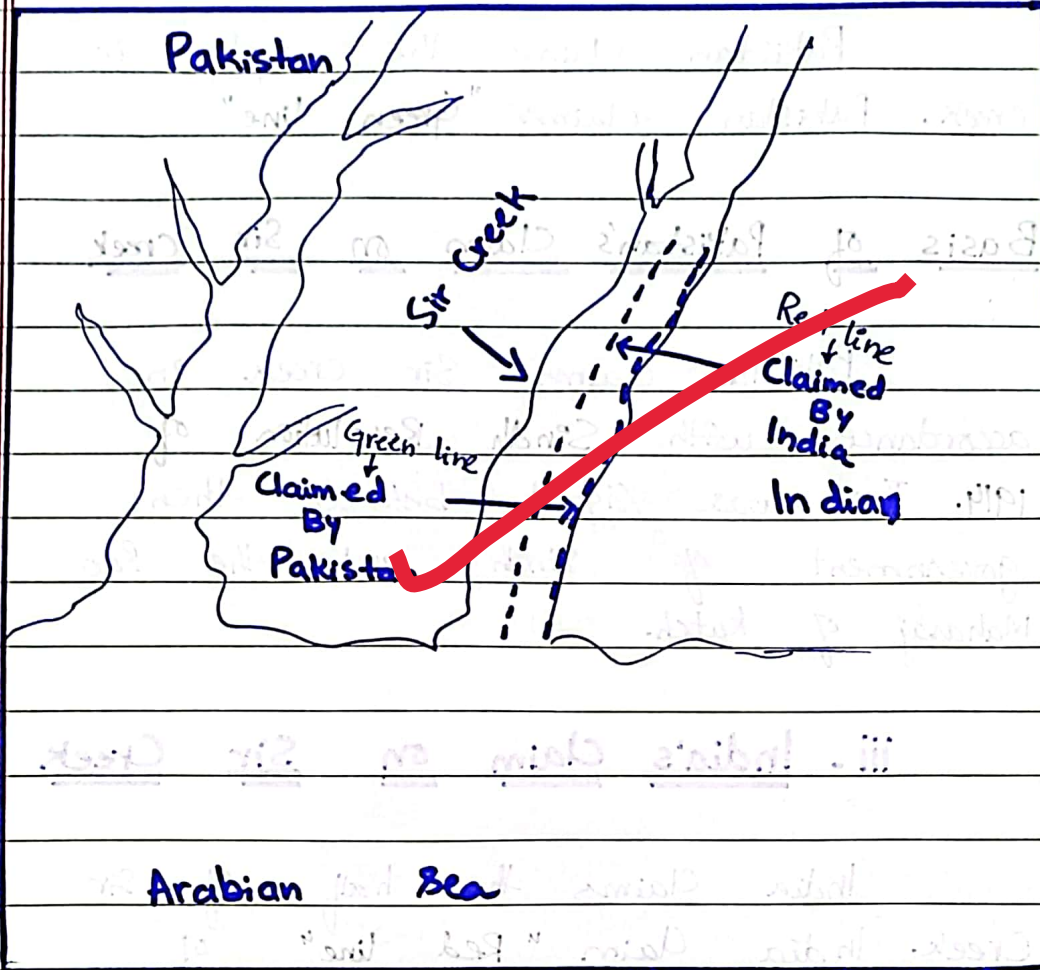 Pakistan
Sir Creek
Red line
Claimed
By
India
Indian
Green line
Claimed
By
Pakistan
Arabian Sea